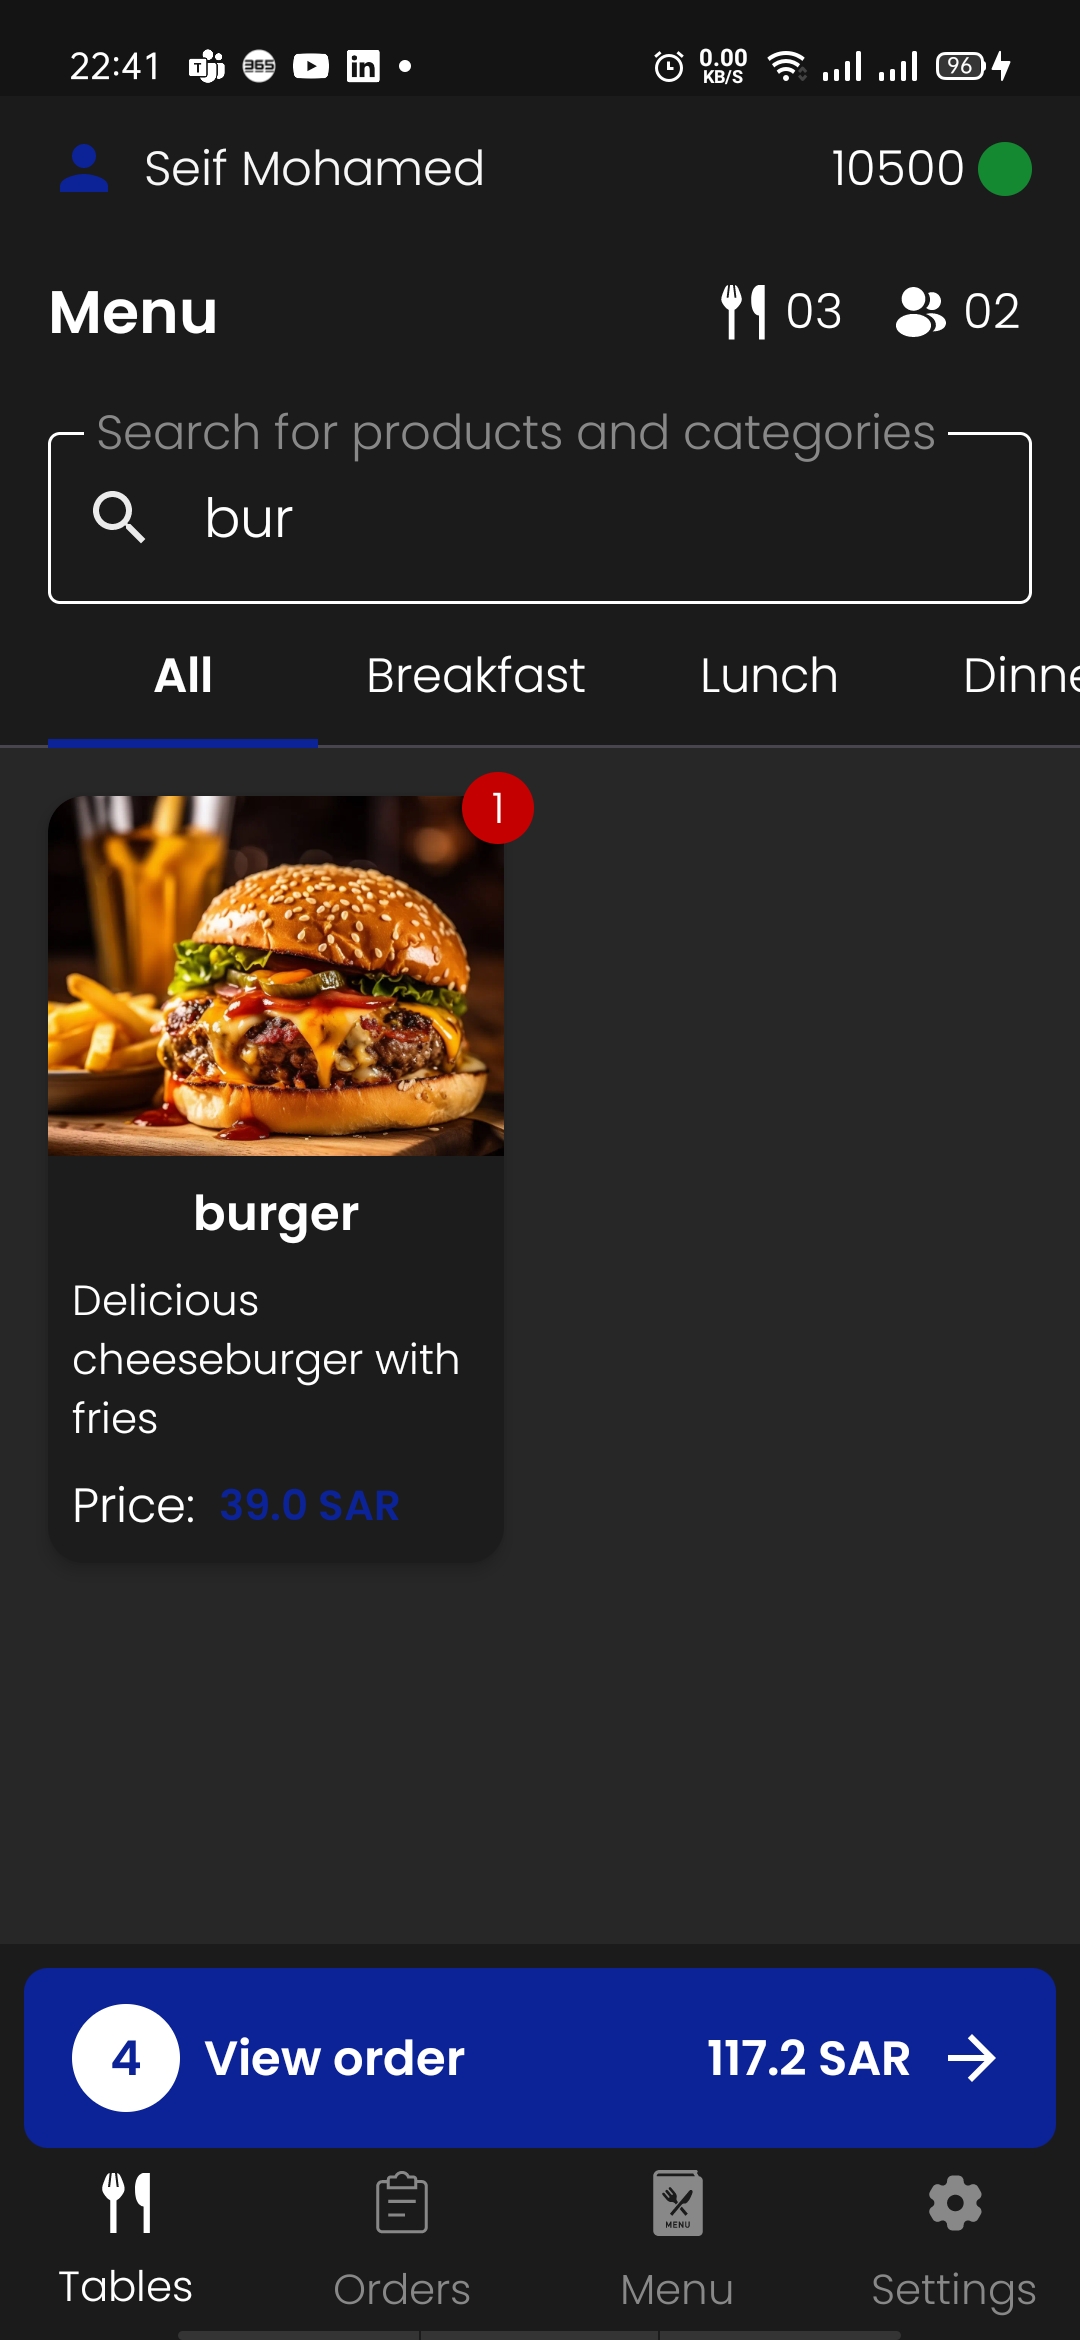 22:41 365 0.00 KB/S 96
Seif Mohamed 10500
Menu 03 02
Search for products and categories
bur
All Breakfast Lunch Dinne
1
burger
Delicious
cheeseburger with
fries
Price: 39.0 SAR
4 View order 117.2 SAR
MENU
Tables Orders Menu Settings